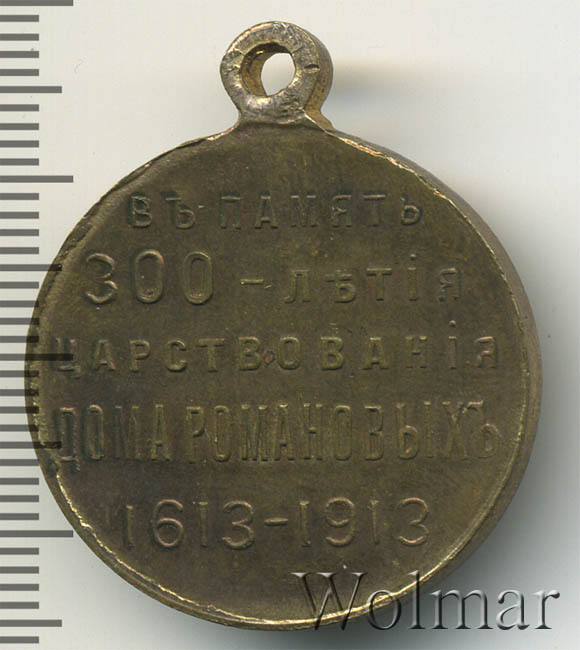 ВЪ ПАМЯТЬ
300-ЛѢТІЯ
ЦАРСТВОВАНІЯ
ДОМА РОМАНОВЫХЪ
1613-1913
Wolmar